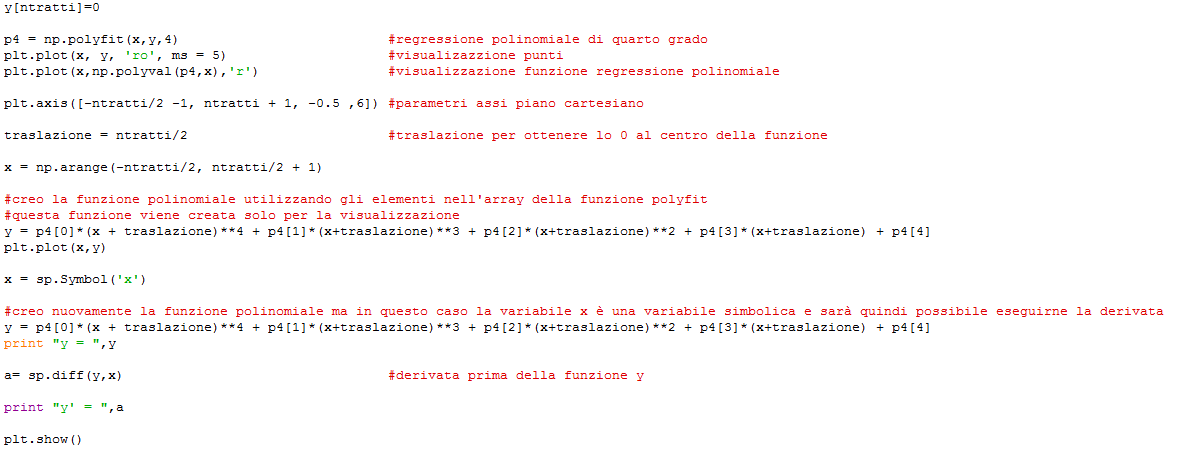 y[ntratti]=0
p4 = np.polyfit(x,y,4) #regressione polinomiale di quarto grado
plt.plot(x, y, 'ro', ms = 5) #visualizazzione punti
plt.plot(x,np.polyval(p4,x),'r') #visualizzazione funzione regressione polinomiale
plt.axis([-ntratti/2 -1, ntratti + 1, -0.5 ,6]) #parametri assi piano cartesiano
traslazione = ntratti/2 #traslazione per ottenere lo 0 al centro della funzione
x = np.arange(-ntratti/2, ntratti/2 + 1)
#creo la funzione polinomiale utilizzando gli elementi nell'array della funzione polyfit
#questa funzione viene creata solo per la visualizzazione
y = p4[0]*(x + traslazione)**4 + p4[1]*(x+traslazione)**3 + p4[2]*(x+traslazione)**2 + p4[3]*(x+traslazione) + p4[4]
plt.plot(x,y)
x = sp.Symbol('x')
#creo nuovamente la funzione polinomiale ma in questo caso la variabile x è una variabile simbolica e sarà quindi possibile eseguirne la derivata
y = p4[0]*(x + traslazione)**4 + p4[1]*(x+traslazione)**3 + p4[2]*(x+traslazione)**2 + p4[3]*(x+traslazione) + p4[4]
print "y = ",y
a= sp.diff(y,x) #derivata prima della funzione y
print "y' = ",a
plt.show()